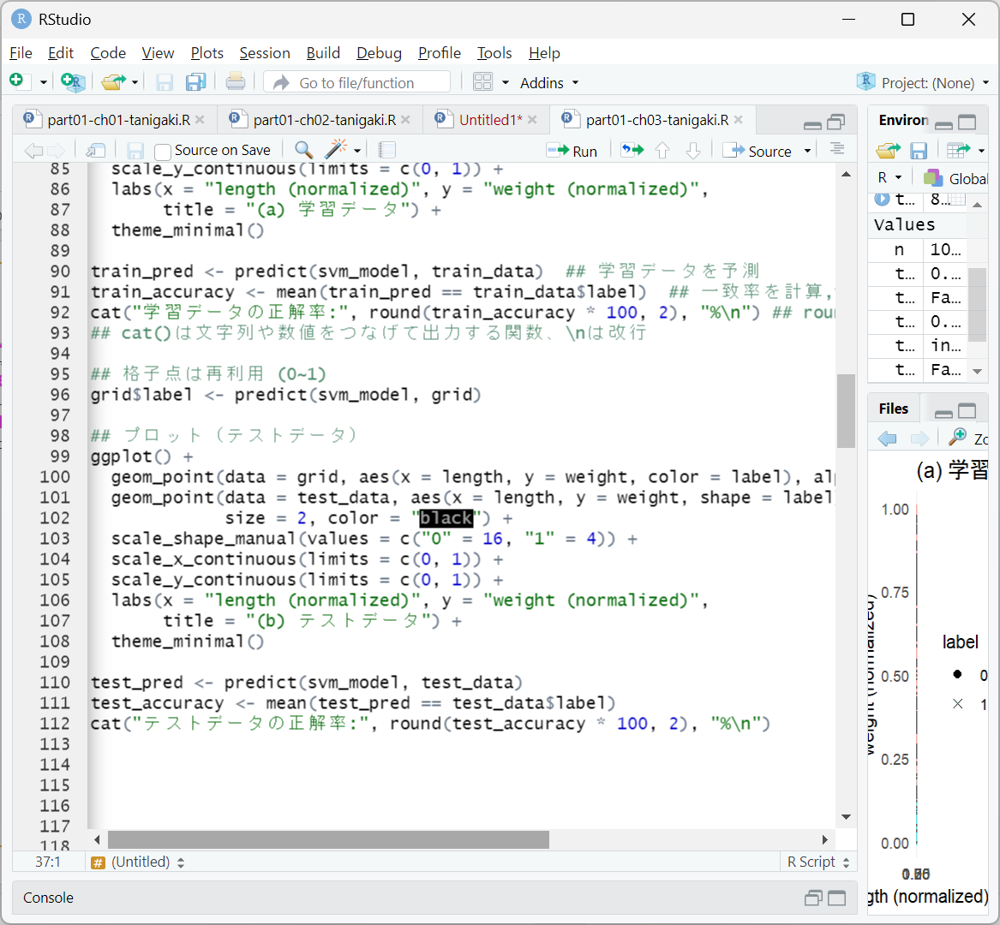 RStudio
File Edit Code View Plots Session Build Debug Profile Tools Help
Go to file/function Addins Project: (None)
part01-ch01-tanigaki.R part01-ch02-tanigaki.R Untitled1* part01-ch03-tanigaki.R
Source on Save Run Source
85 scale_y_continuous(limits = c(0, 1)) +
86 labs(x = "length (normalized)", y = "weight (normalized)",
87 title = "(a) 学習データ") +
88 theme_minimal()
89
90 train_pred <- predict(svm_model, train_data) ## 学習データを予測
91 train_accuracy <- mean(train_pred == train_data$label) ## 一致率を計算,
92 cat("学習データの正解率:", round(train_accuracy * 100, 2), "%\n") ## rou
93 ## cat()は文字列や数値をつなげて出力する関数、\nは改行
94
95 ## 格子点は再利用 (0~1)
96 grid$label <- predict(svm_model, grid)
97
98 ## プロット（テストデータ）
99 ggplot() +
100 geom_point(data = grid, aes(x = length, y = weight, color = label), al
101 geom_point(data = test_data, aes(x = length, y = weight, shape = label
102 size = 2, color = "black") +
103 scale_shape_manual(values = c("0" = 16, "1" = 4)) +
104 scale_x_continuous(limits = c(0, 1)) +
105 scale_y_continuous(limits = c(0, 1)) +
106 labs(x = "length (normalized)", y = "weight (normalized)",
107 title = "(b) テストデータ") +
108 theme_minimal()
109
110 test_pred <- predict(svm_model, test_data)
111 test_accuracy <- mean(test_pred == test_data$label)
112 cat("テストデータの正解率:", round(test_accuracy * 100, 2), "%\n")
113
114
115
116
117
118
37:1 (Untitled) R Script
Console
Environ
R Global
t... 8...
Values
n 10...
t... 0...
t... Fa...
t... 0...
t... in...
t... Fa...
Files
Zo
(a) 学習
1.00
0.75
0.50
0.25
0.00
weight (normalized)
label
0
1
gth (normalized)